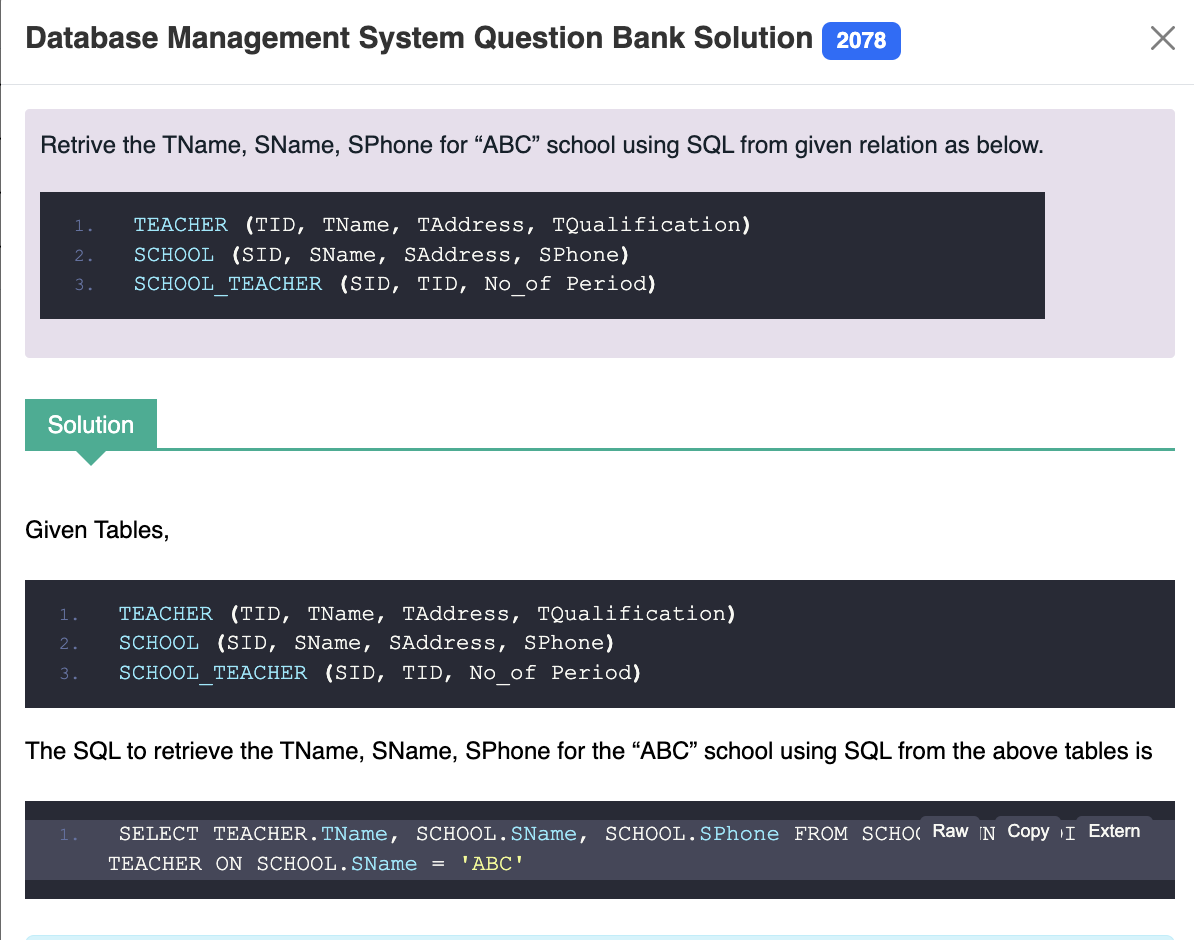 Database Management System Question Bank Solution 2078
Retrive the TName, SName, SPhone for “ABC” school using SQL from given relation as below.
1. TEACHER (TID, TName, TAddress, TQualification)
2. SCHOOL (SID, SName, SAddress, SPhone)
3. SCHOOL_TEACHER (SID, TID, No_of Period)
Solution
Given Tables,
1. TEACHER (TID, TName, TAddress, TQualification)
2. SCHOOL (SID, SName, SAddress, SPhone)
3. SCHOOL_TEACHER (SID, TID, No_of Period)
The SQL to retrieve the TName, SName, SPhone for the “ABC” school using SQL from the above tables is
1. SELECT TEACHER.TName, SCHOOL.SName, SCHOOL.SPhone FROM Raw Copy Extern
TEACHER ON SCHOOL.SName = 'ABC'